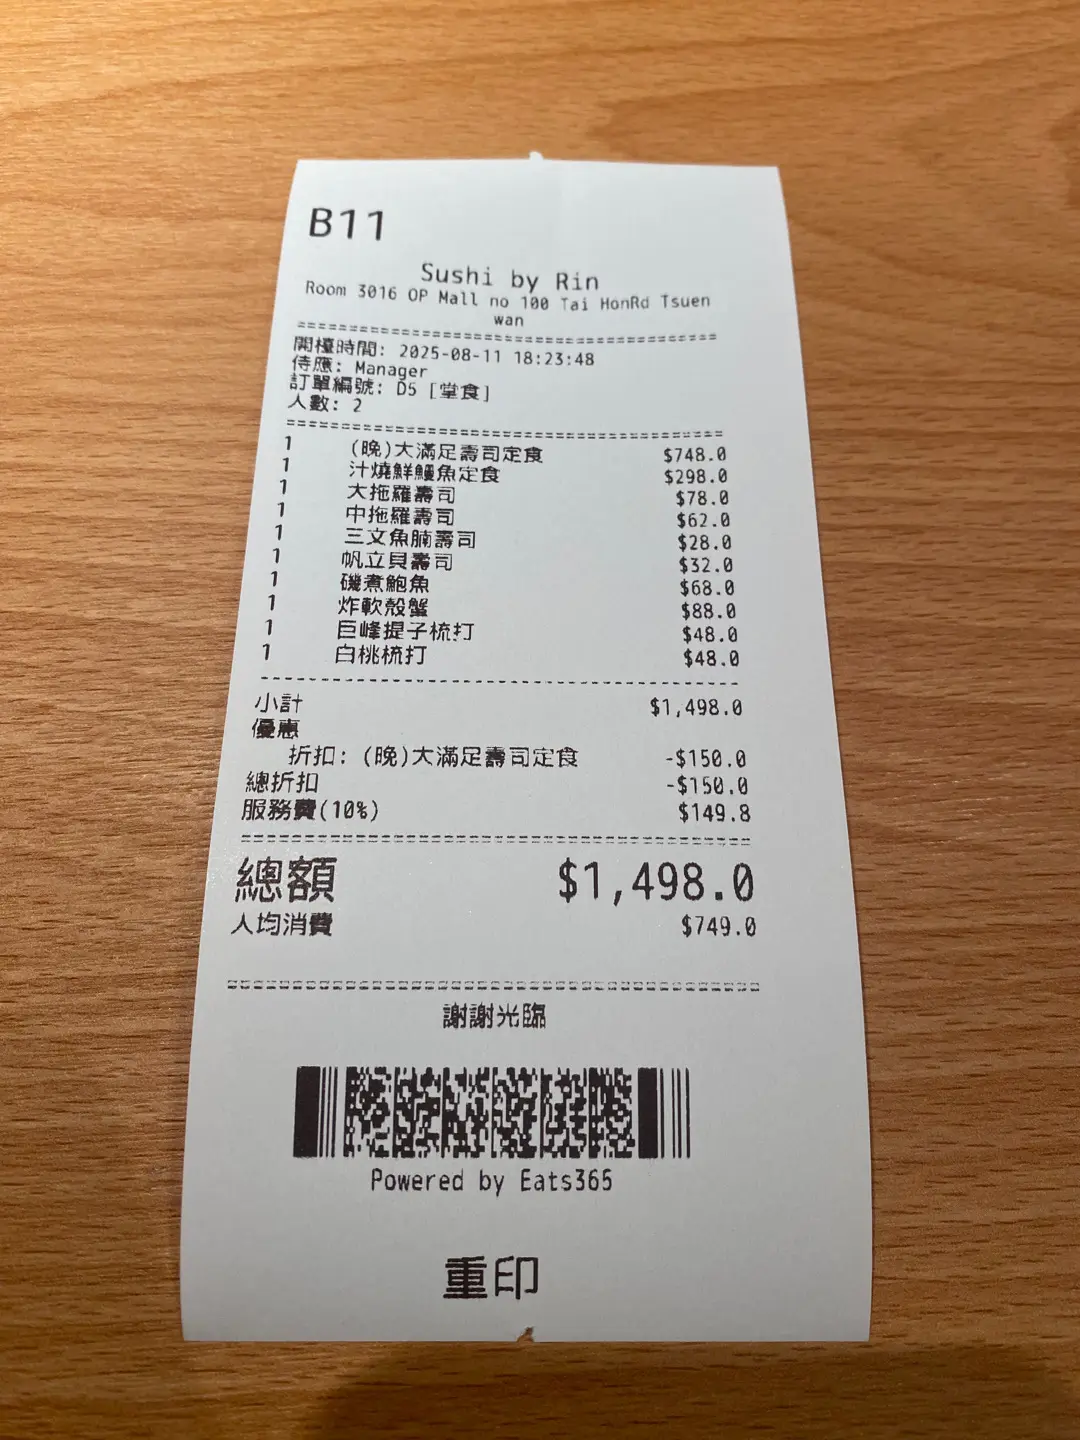 B11
Sushi by Rin
Room 3016 OP Mall no 100 Tai HonRd Tsuen
wan
開檯時間: 2025-08-11 18:23:48
侍應: Manager
訂單編號: D5 [堂食]
人數: 2
1 (晚)大滿足壽司定食 $748.0
1 汁燒鮮鰻魚定食 $298.0
1 大拖羅壽司 $78.0
1 中拖羅壽司 $62.0
1 三文魚腩壽司 $28.0
1 帆立貝壽司 $32.0
1 磯煮鮑魚 $68.0
1 炸軟殼蟹 $88.0
1 巨峰提子梳打 $48.0
1 白桃梳打 $48.0
小計 $1,498.0
優惠
折扣: (晚)大滿足壽司定食 -$150.0
總折扣 -$150.0
服務費(10%) $149.8
總額 $1,498.0
人均消費 $749.0
謝謝光臨
Powered by Eats365
重印